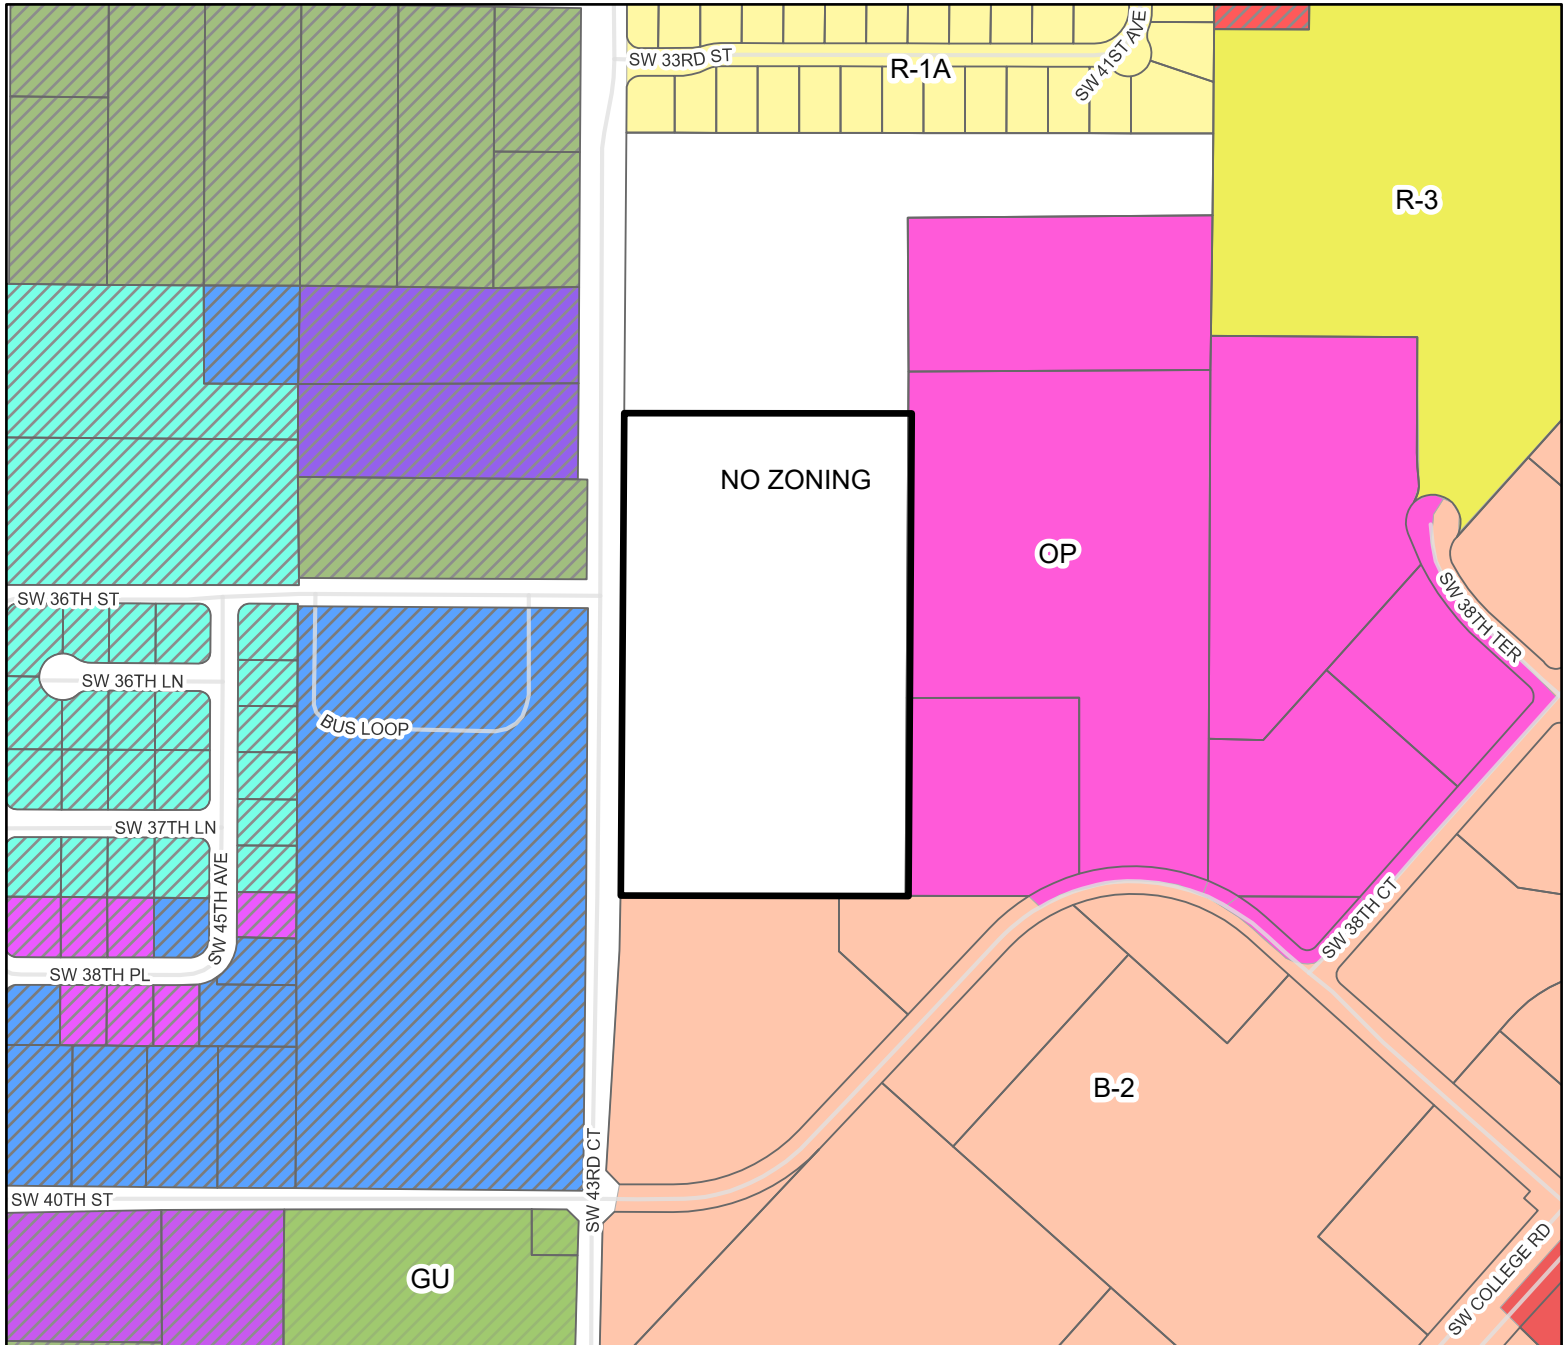 SW 33RD ST
SW 41ST AVE
R-1A
R-3
NO ZONING
OP
SW 36TH ST
SW 38TH TER
SW 36TH LN
BUS LOOP
SW 37TH LN
SW 45TH AVE
SW 38TH CT
SW 38TH PL
B-2
SW 43RD CT
SW 40TH ST
GU
SW COLLEGE RD